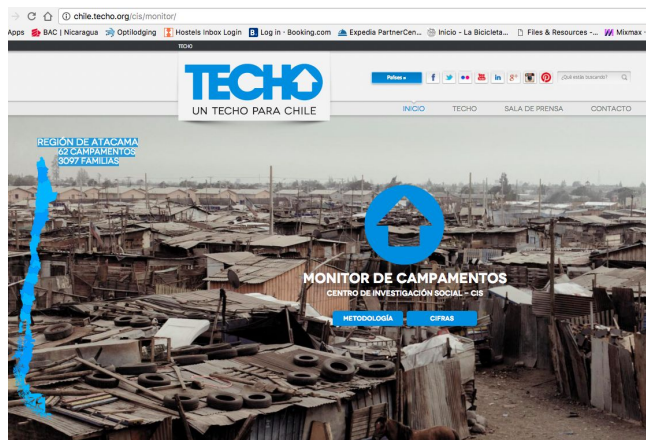 chile.techo.org/cis/monitor/
Apps BAC | Nicaragua Optilodging Hostels Inbox Login B. Log in - Booking.com Expedia PartnerCen... Inicio - La Bicicleta... Files & Resources -... Mixmax -
TECHO
TECHO
UN TECHO PARA CHILE
Países
¿Qué estás buscando?
INICIO TECHO SALA DE PRENSA CONTACTO
REGIÓN DE ATACAMA
62 CAMPAMENTOS
3097 FAMILIAS
MONITOR DE CAMPAMENTOS
CENTRO DE INVESTIGACIÓN SOCIAL - CIS
METODOLOGÍA CIFRAS